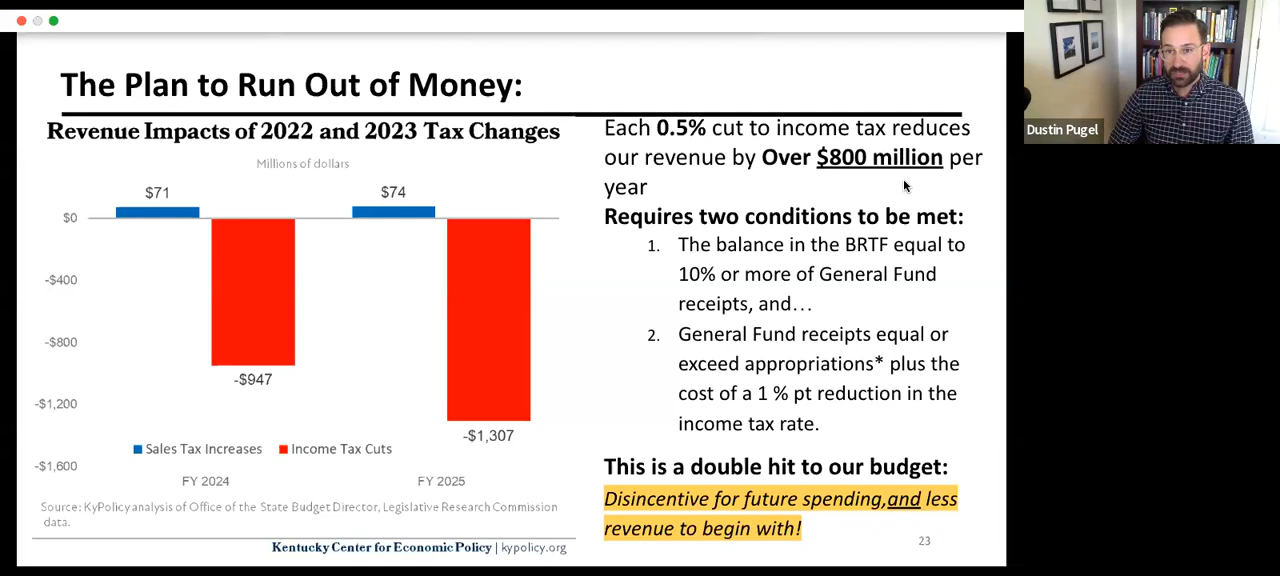 The Plan to Run Out of Money:
Revenue Impacts of 2022 and 2023 Tax Changes
Millions of dollars
$71
$74
$0
-$400
-$800
-$1,200
-$1,600
-$947
-$1,307
Sales Tax Increases
Income Tax Cuts
FY 2024
FY 2025
Source: KyPolicy analysis of Office of the State Budget Director, Legislative Research Commission
data.
Kentucky Center for Economic Policy | kypolicy.org
Each 0.5% cut to income tax reduces
our revenue by Over $800 million per
year
Requires two conditions to be met:
1. The balance in the BRTF equal to
10% or more of General Fund
receipts, and…
2. General Fund receipts equal or
exceed appropriations* plus the
cost of a 1 % pt reduction in the
income tax rate.
This is a double hit to our budget:
Disincentive for future spending,and less
revenue to begin with!
23
Dustin Pugel